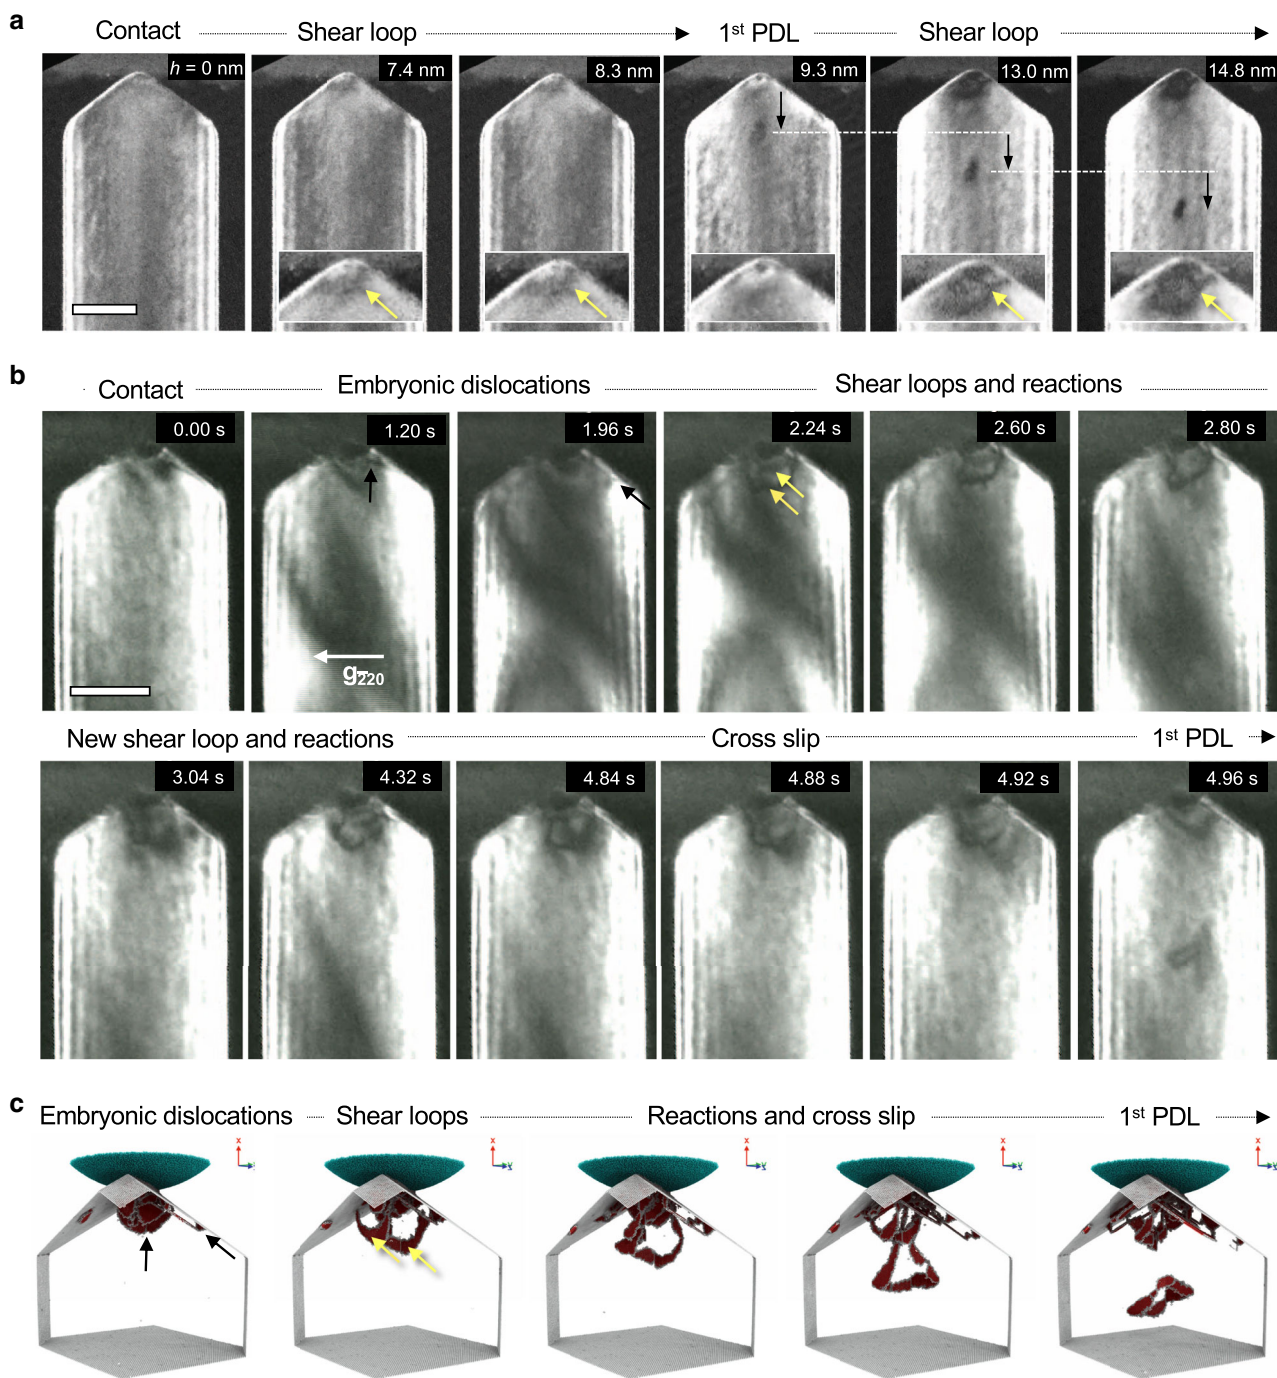 a
Contact Shear loop 1st PDL Shear loop
h = 0 nm 7.4 nm 8.3 nm 9.3 nm 13.0 nm 14.8 nm
b
Contact Embryonic dislocations Shear loops and reactions
0.00 s 1.20 s 1.96 s 2.24 s 2.60 s 2.80 s
g2̅20
New shear loop and reactions Cross slip 1st PDL
3.04 s 4.32 s 4.84 s 4.88 s 4.92 s 4.96 s
c
Embryonic dislocations Shear loops Reactions and cross slip 1st PDL
x x x x x